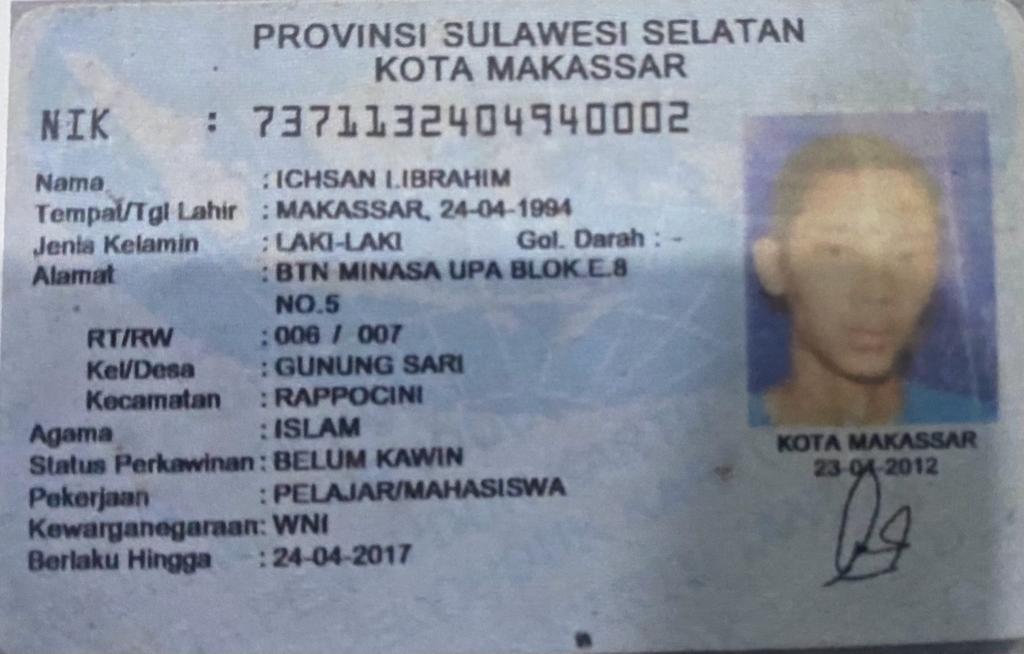 PROVINSI SULAWESI SELATAN
KOTA MAKASSAR
NIK : 7371132404940002
Nama : ICHSAN I.IBRAHIM
Tempat/Tgl Lahir : MAKASSAR, 24-04-1994
Jenis Kelamin : LAKI-LAKI Gol. Darah : -
Alamat : BTN MINASA UPA BLOK.E.8
NO.5
RT/RW : 006 / 007
Kel/Desa : GUNUNG SARI
Kecamatan : RAPPOCINI
Agama : ISLAM
Status Perkawinan : BELUM KAWIN
Pekerjaan : PELAJAR/MAHASISWA
Kewarganegaraan: WNI
Berlaku Hingga : 24-04-2017
KOTA MAKASSAR
23-04-2012